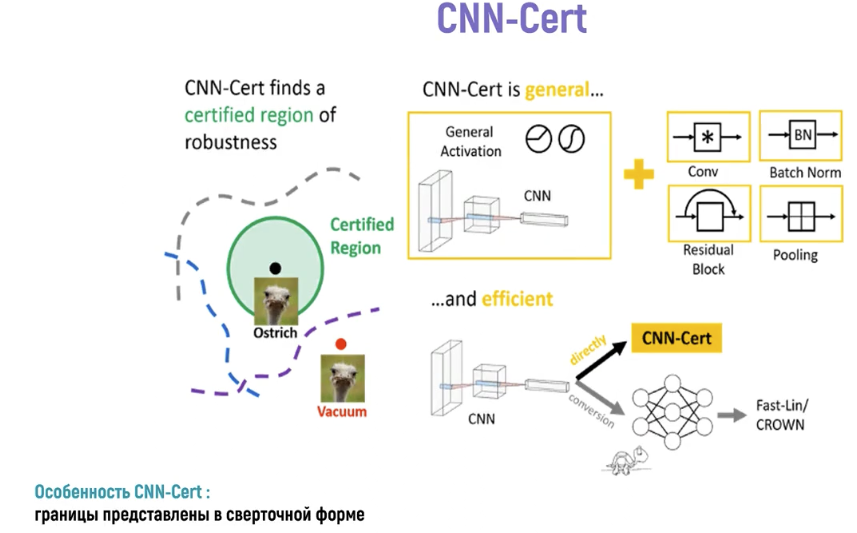 CNN-Cert
CNN-Cert finds a
certified region of
robustness
Certified
Region
Ostrich
Vacuum
CNN-Cert is general...
General
Activation
CNN
*
Conv
BN
Batch Norm
Residual
Block
Pooling
...and efficient
CNN
directly
CNN-Cert
conversion
Fast-Lin/
CROWN
Особенность CNN-Cert :
границы представлены в сверточной форме